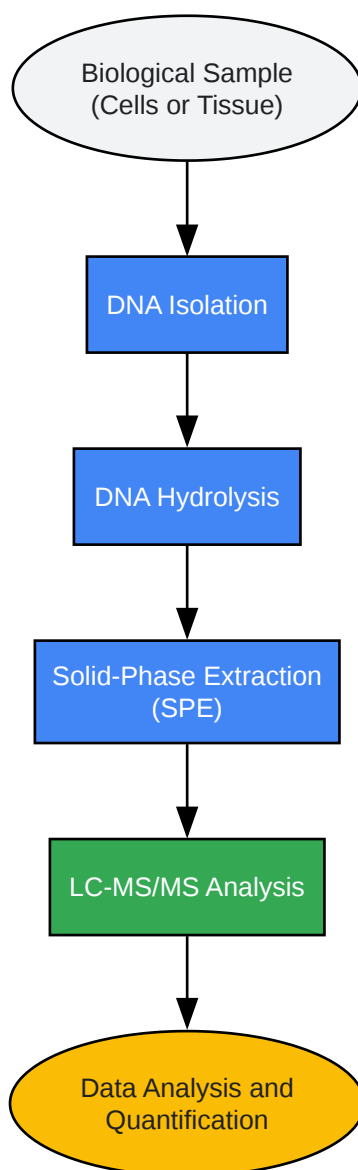 Biological Sample
(Cells or Tissue)
DNA Isolation
DNA Hydrolysis
Solid-Phase Extraction
(SPE)
LC-MS/MS Analysis
Data Analysis and
Quantification